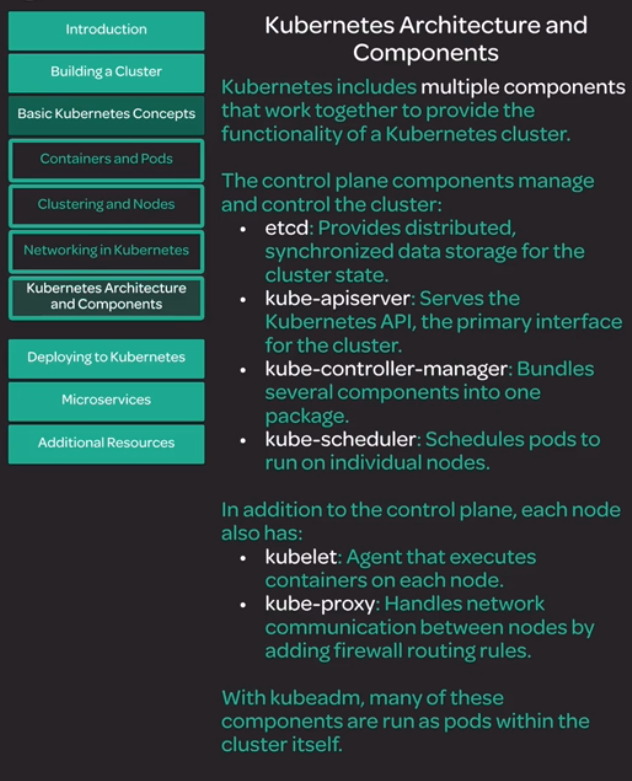 Introduction
Building a Cluster
Basic Kubernetes Concepts
Containers and Pods
Clustering and Nodes
Networking in Kubernetes
Kubernetes Architecture
and Components
Deploying to Kubernetes
Microservices
Additional Resources
Kubernetes Architecture and
Components
Kubernetes includes multiple components
that work together to provide the
functionality of a Kubernetes cluster.
The control plane components manage
and control the cluster:
• etcd: Provides distributed,
synchronized data storage for the
cluster state.
• kube-apiserver: Serves the
Kubernetes API, the primary interface
for the cluster.
• kube-controller-manager: Bundles
several components into one
package.
• kube-scheduler: Schedules pods to
run on individual nodes.
In addition to the control plane, each node
also has:
• kubelet: Agent that executes
containers on each node.
• kube-proxy: Handles network
communication between nodes by
adding firewall routing rules.
With kubeadm, many of these
components are run as pods within the
cluster itself.